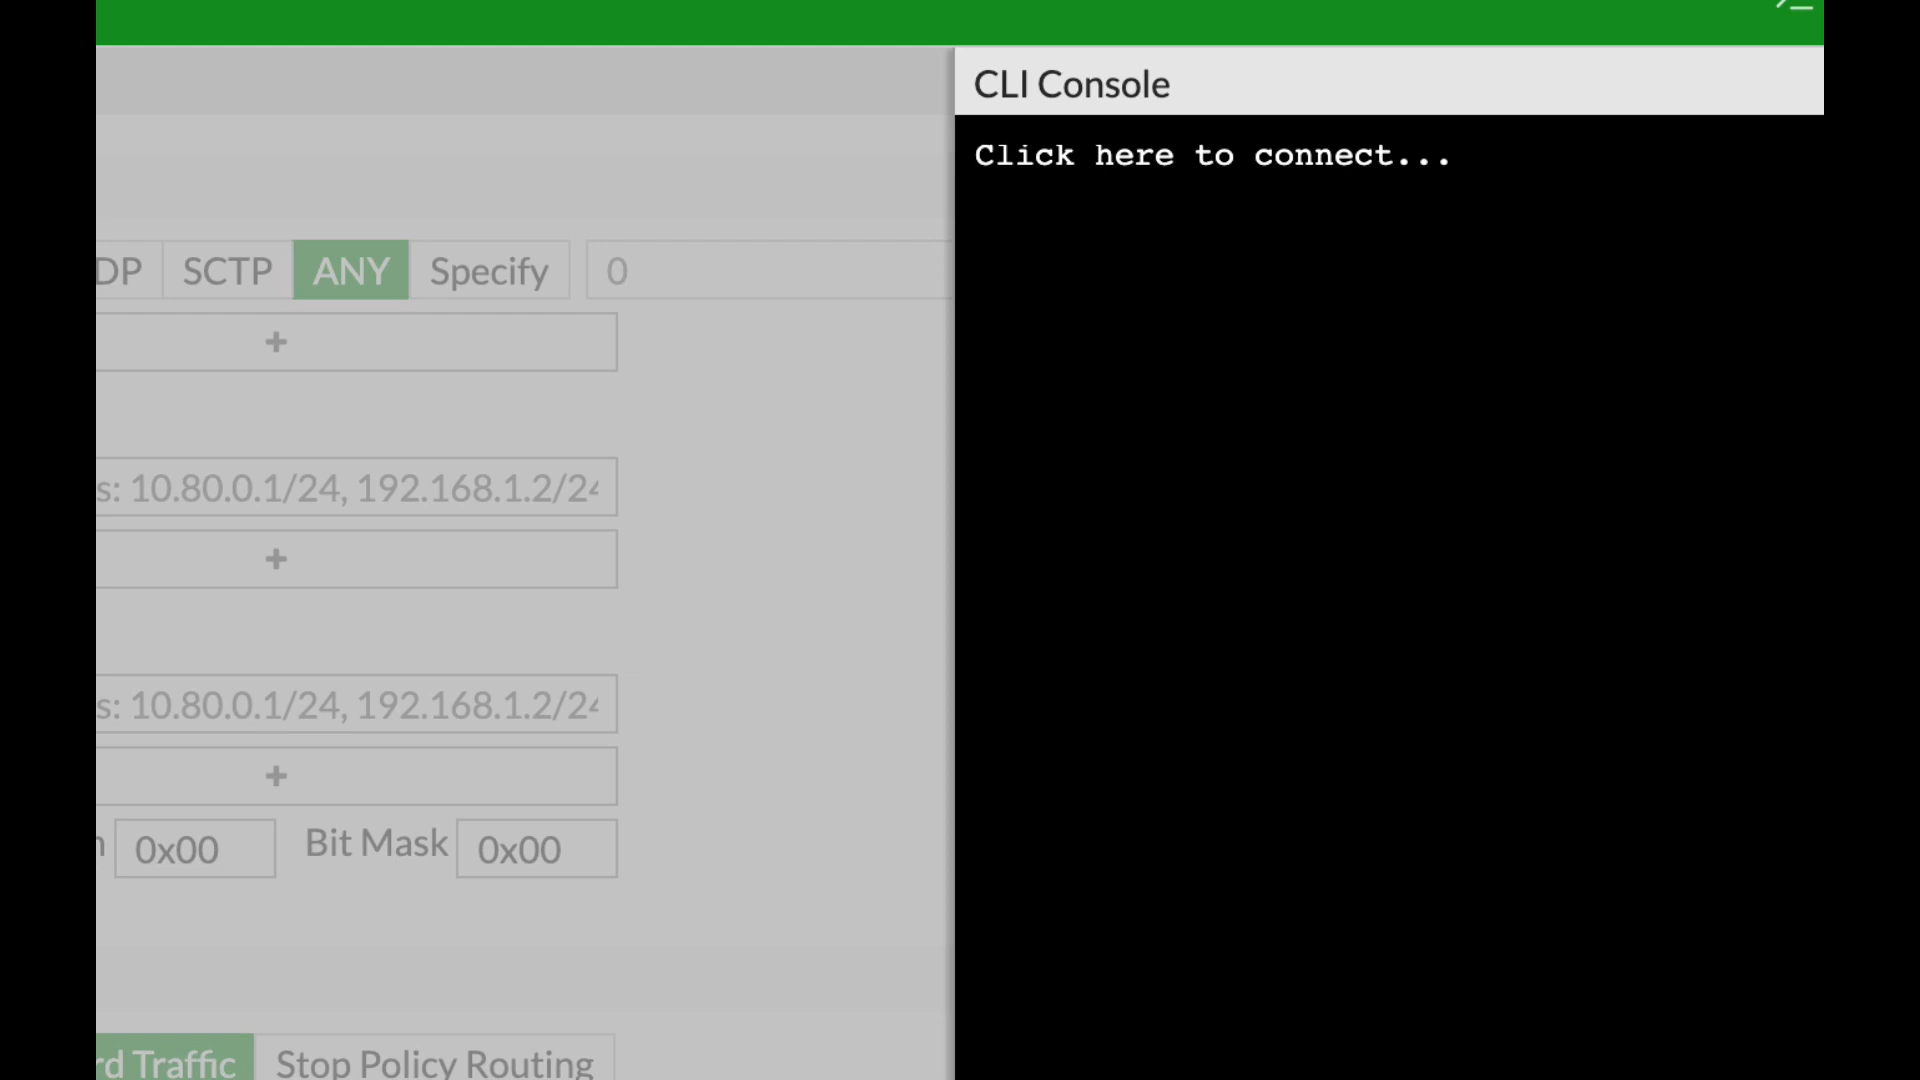 CLI Console
Click here to connect...
DP SCTP ANY Specify 0
+
s: 10.80.0.1/24, 192.168.1.2/24
+
s: 10.80.0.1/24, 192.168.1.2/24
+
0x00 Bit Mask 0x00
rd Traffic Stop Policy Routing